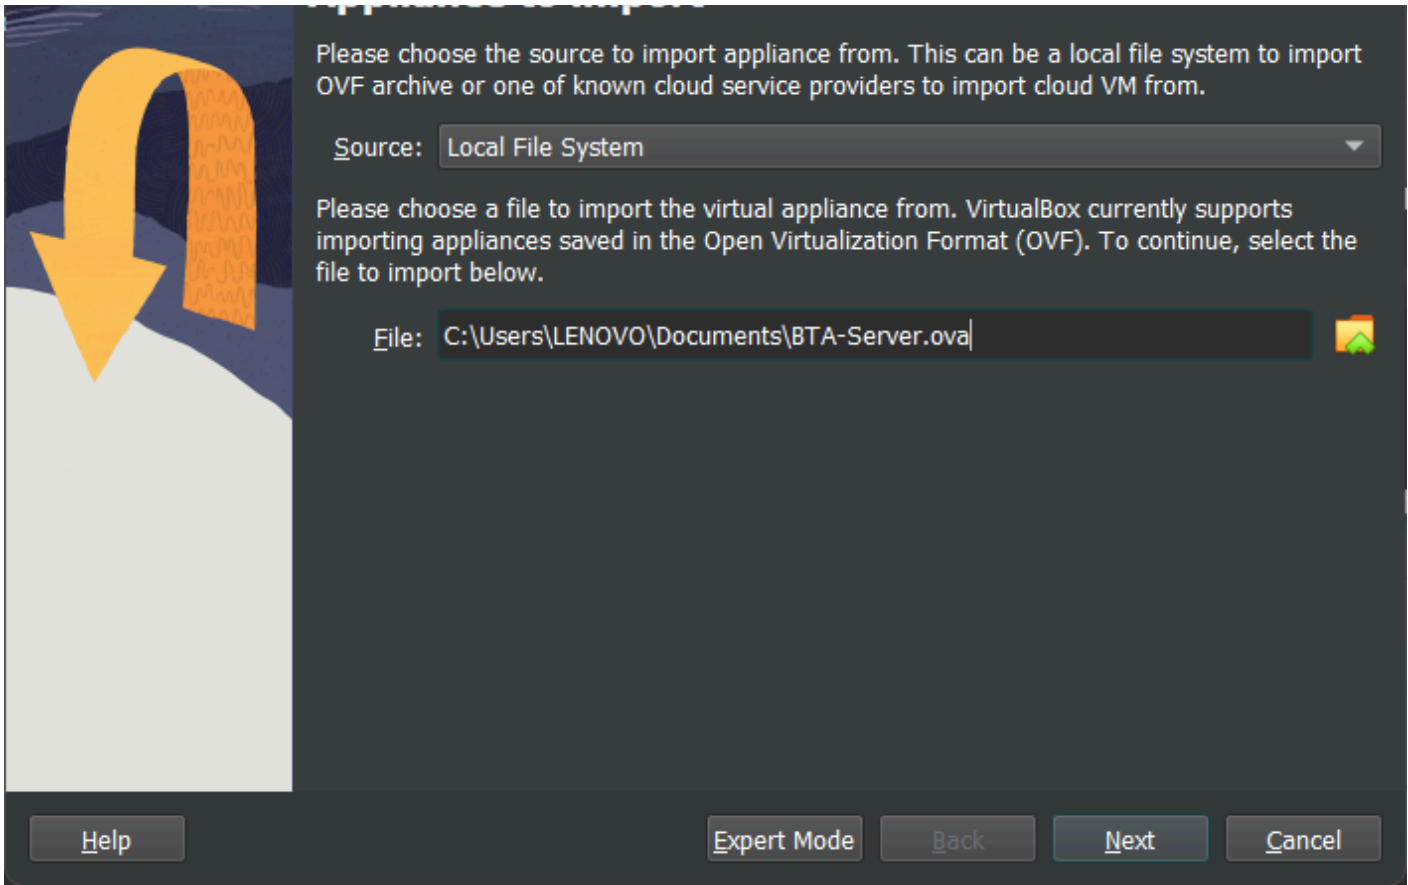 Appliance to import
Please choose the source to import appliance from. This can be a local file system to import
OVF archive or one of known cloud service providers to import cloud VM from.
Source: Local File System
Please choose a file to import the virtual appliance from. VirtualBox currently supports
importing appliances saved in the Open Virtualization Format (OVF). To continue, select the
file to import below.
File: C:\Users\LENOVO\Documents\BTA-Server.ova
Help Expert Mode Back Next Cancel